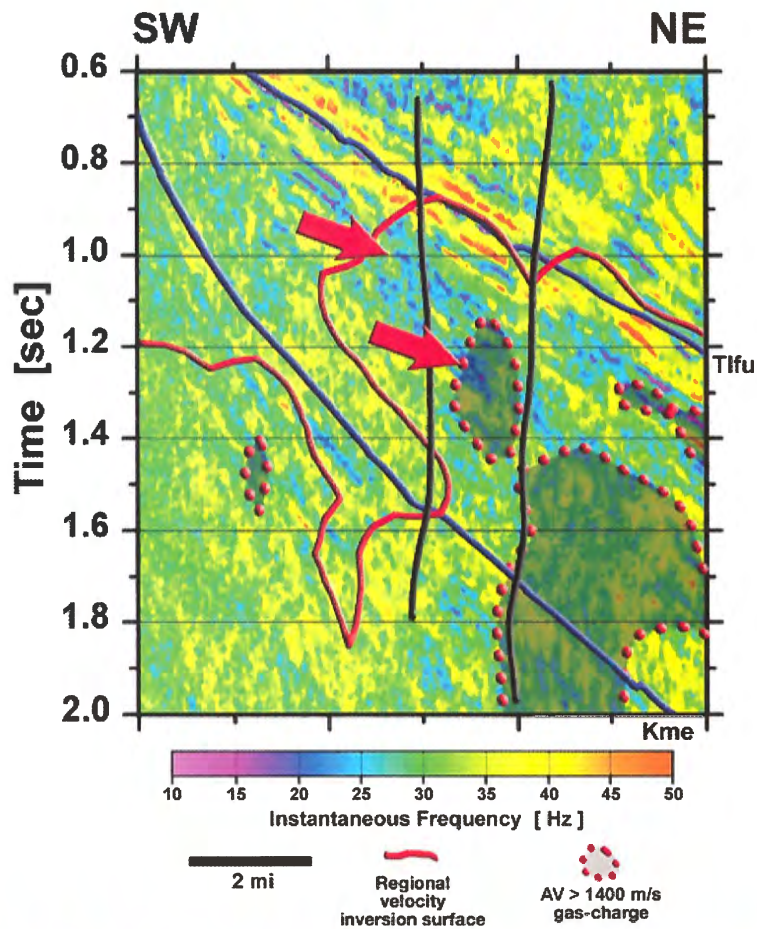 SW NE
0.6
0.8
1.0
1.2
1.4
1.6
1.8
2.0
Time [sec]
Tlfu
Kme
10 15 20 25 30 35 40 45 50
Instantaneous Frequency [ Hz ]
2 mi
Regional
velocity
inversion surface
AV > 1400 m/s
gas-charge